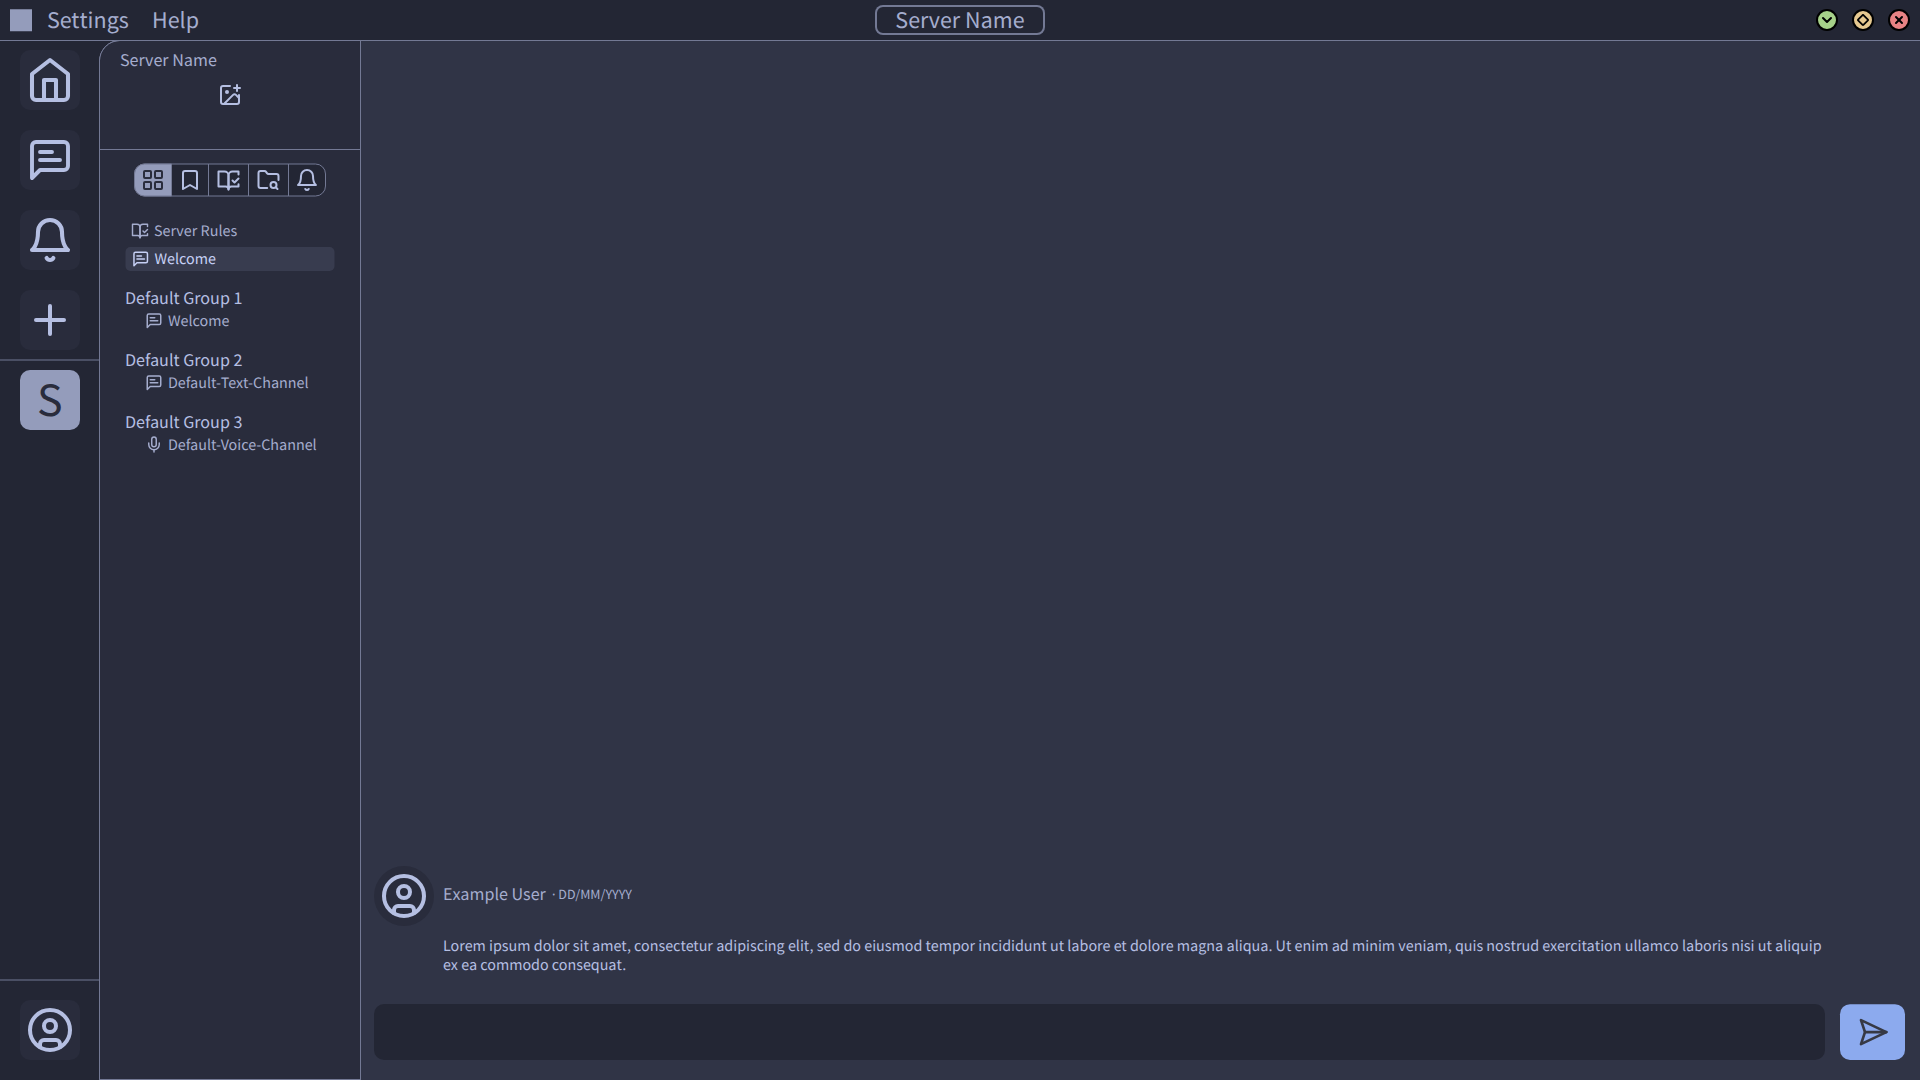 Settings Help
Server Name
Server Name
Server Rules
Welcome
Default Group 1
Welcome
Default Group 2
Default-Text-Channel
Default Group 3
Default-Voice-Channel
S
Example User · DD/MM/YYYY
Lorem ipsum dolor sit amet, consectetur adipiscing elit, sed do eiusmod tempor incididunt ut labore et dolore magna aliqua. Ut enim ad minim veniam, quis nostrud exercitation ullamco laboris nisi ut aliquip
ex ea commodo consequat.